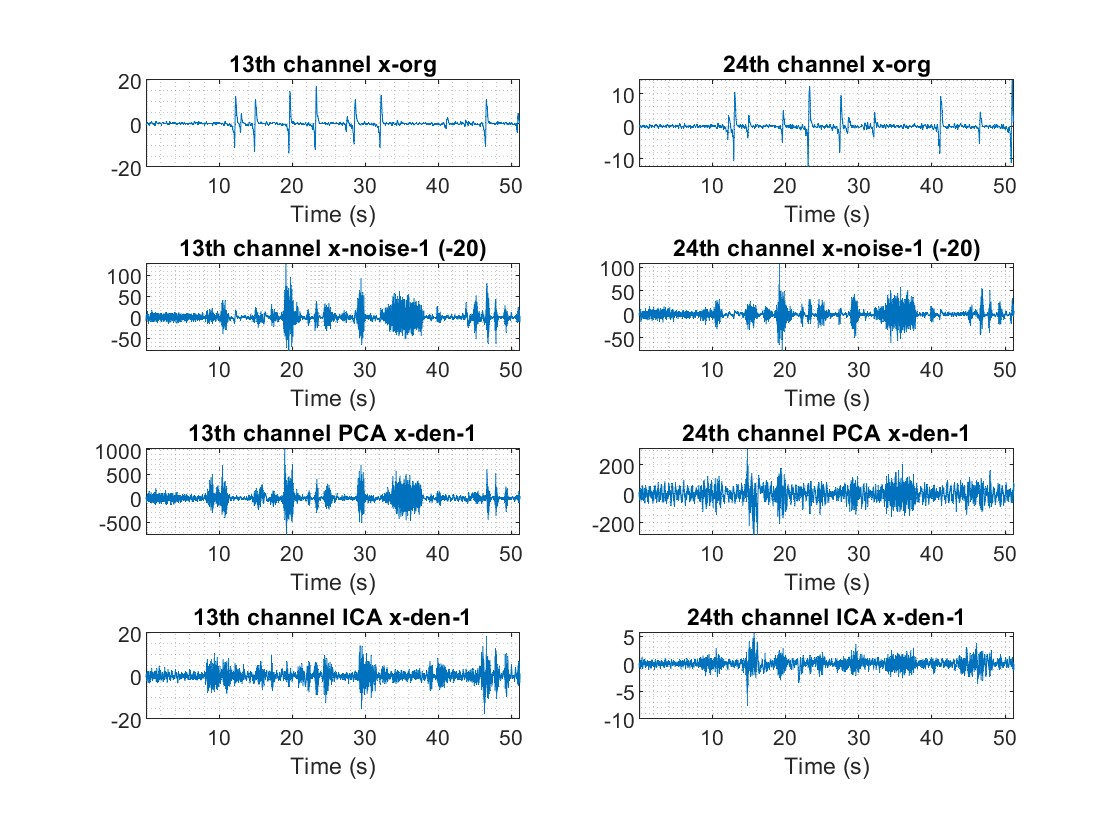 13th channel x-org
20
0
-20
10 20 30 40 50
Time (s)
24th channel x-org
10
0
-10
10 20 30 40 50
Time (s)
13th channel x-noise-1 (-20)
100
50
0
-50
10 20 30 40 50
Time (s)
24th channel x-noise-1 (-20)
100
50
0
-50
10 20 30 40 50
Time (s)
13th channel PCA x-den-1
1000
500
0
-500
10 20 30 40 50
Time (s)
24th channel PCA x-den-1
200
0
-200
10 20 30 40 50
Time (s)
13th channel ICA x-den-1
20
0
-20
10 20 30 40 50
Time (s)
24th channel ICA x-den-1
5
0
-5
-10
10 20 30 40 50
Time (s)